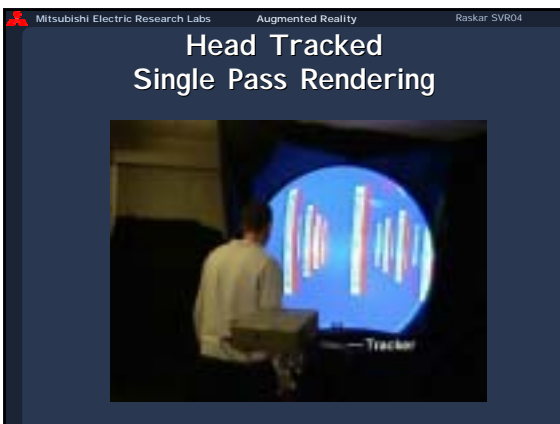 Mitsubishi Electric Research Labs Augmented Reality Raskar SVR04
Head Tracked
Single Pass Rendering
Tracker